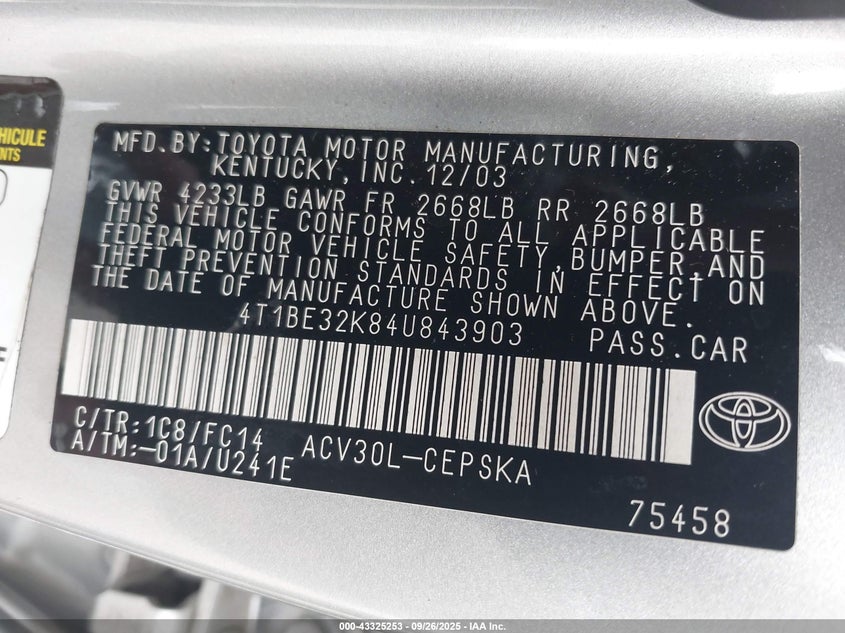 HICULE
NTS
MFD.BY:TOYOTA MOTOR MANUFACTURING,
KENTUCKY,INC.12/03
GVWR 4233LB GAWR FR 2668LB RR 2668LB
THIS VEHICLE CONFORMS TO ALL APPLICABLE
FEDERAL MOTOR VEHICLE SAFETY,BUMPER,AND
THEFT PREVENTION STANDARDS IN EFFECT ON
THE DATE OF MANUFACTURE SHOWN ABOVE.
4T1BE32K84U843903 PASS.CAR
C/TR:1C8/FC14 ACV30L-CEPSKA
A/TM:-01A/U241E
75458
000-43325253 - 09/26/2025 - IAA Inc.